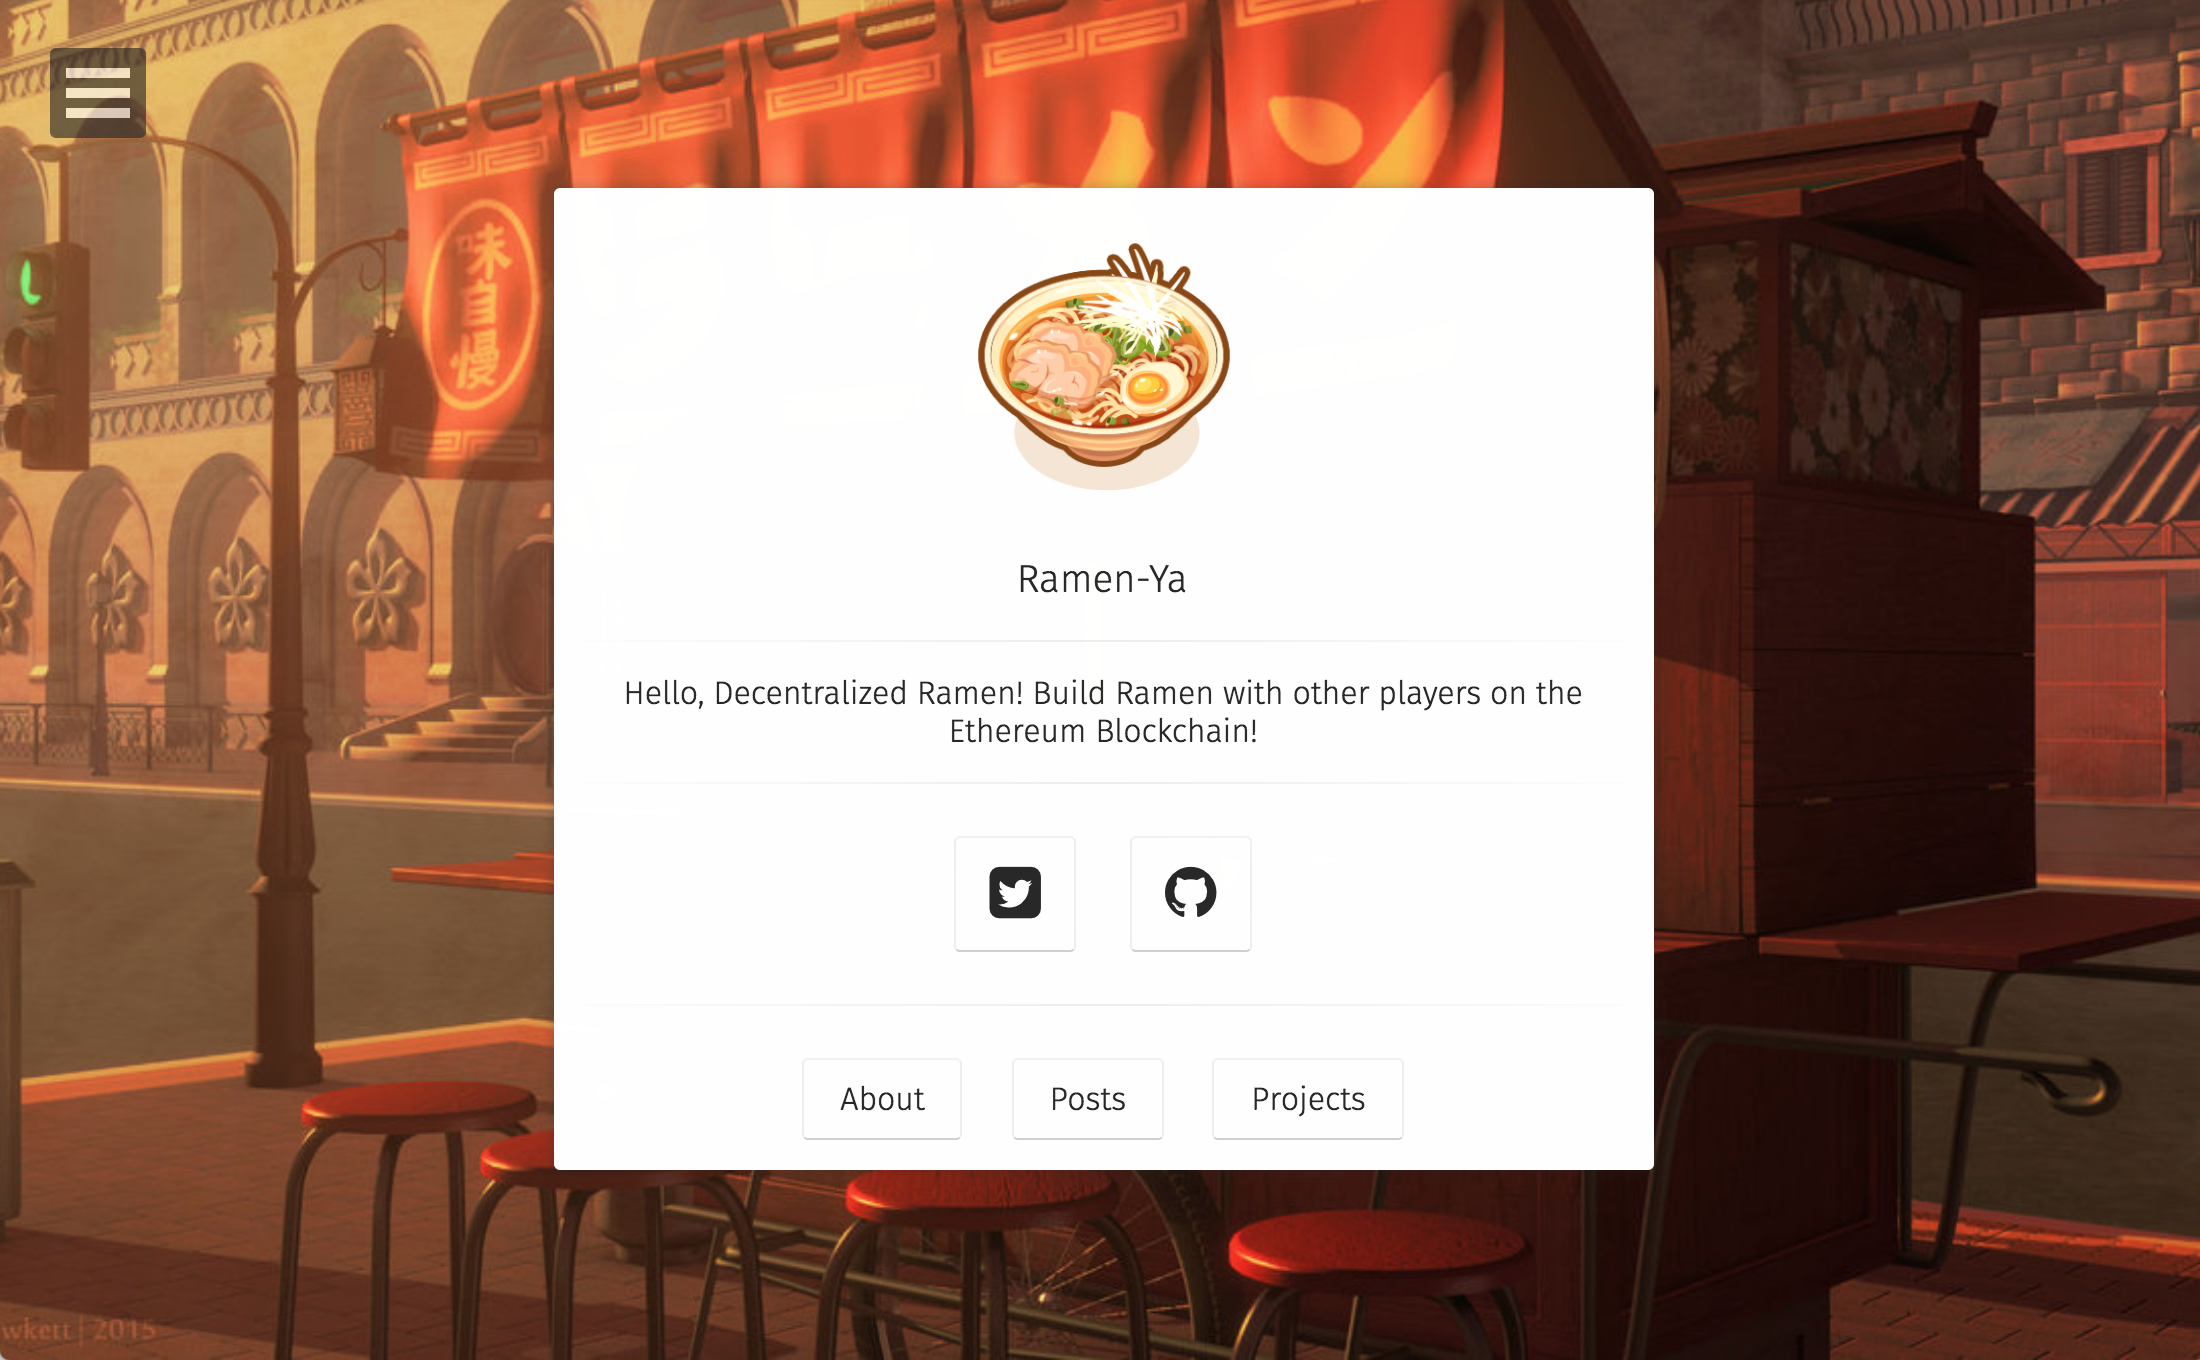 味自慢
Ramen-Ya
Hello, Decentralized Ramen! Build Ramen with other players on the
Ethereum Blockchain!
About
Posts
Projects
wkett | 2015